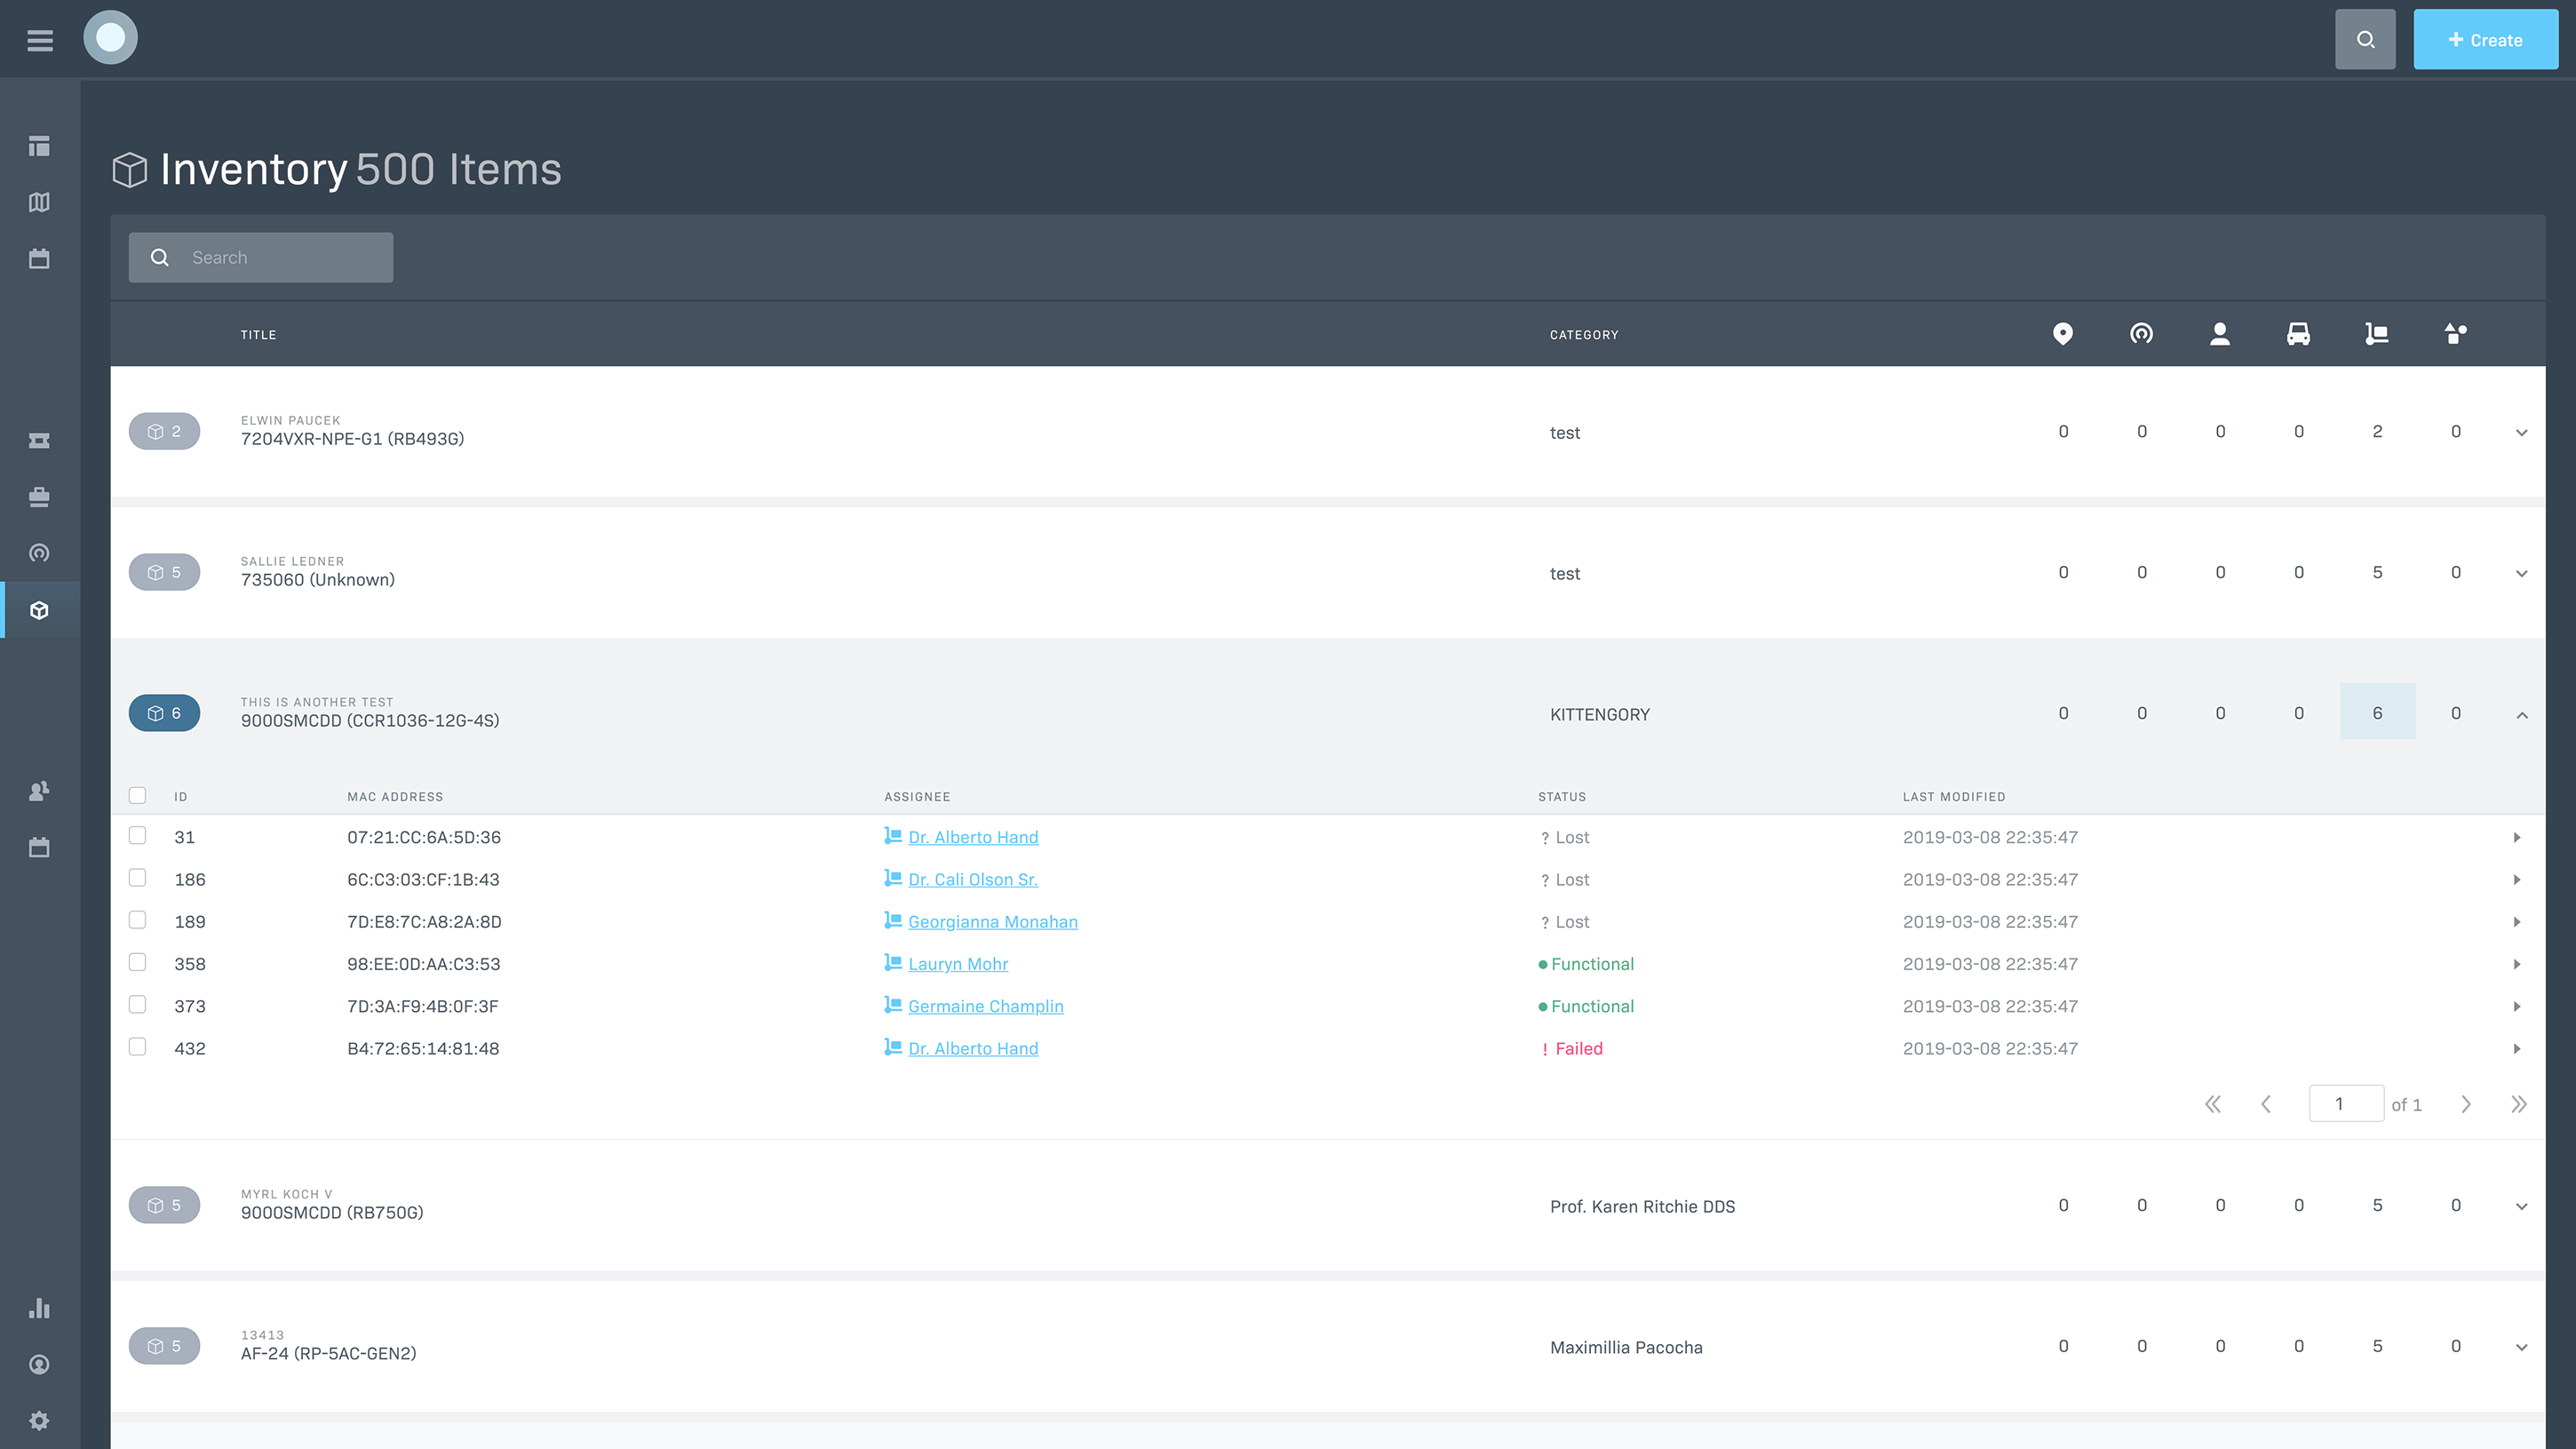 + Create
Inventory 500 Items
Search
TITLE CATEGORY
2 ELWIN PAUCEK
7204VXR-NPE-G1 (RB493G) test 0 0 0 0 2 0
5 SALLIE LEDNER
735060 (Unknown) test 0 0 0 0 5 0
6 THIS IS ANOTHER TEST
9000SMCDD (CCR1036-12G-4S) KITTENGORY 0 0 0 0 6 0
ID MAC ADDRESS ASSIGNEE STATUS LAST MODIFIED
31 07:21:CC:6A:5D:36 Dr. Alberto Hand ? Lost 2019-03-08 22:35:47
186 6C:C3:03:CF:1B:43 Dr. Cali Olson Sr. ? Lost 2019-03-08 22:35:47
189 7D:E8:7C:A8:2A:8D Georgianna Monahan ? Lost 2019-03-08 22:35:47
358 98:EE:0D:AA:C3:53 Lauryn Mohr Functional 2019-03-08 22:35:47
373 7D:3A:F9:4B:0F:3F Germaine Champlin Functional 2019-03-08 22:35:47
432 B4:72:65:14:81:48 Dr. Alberto Hand ! Failed 2019-03-08 22:35:47
1 of 1
5 MYRL KOCH V
9000SMCDD (RB750G) Prof. Karen Ritchie DDS 0 0 0 0 5 0
5 13413
AF-24 (RP-5AC-GEN2) Maximillia Pacocha 0 0 0 0 5 0